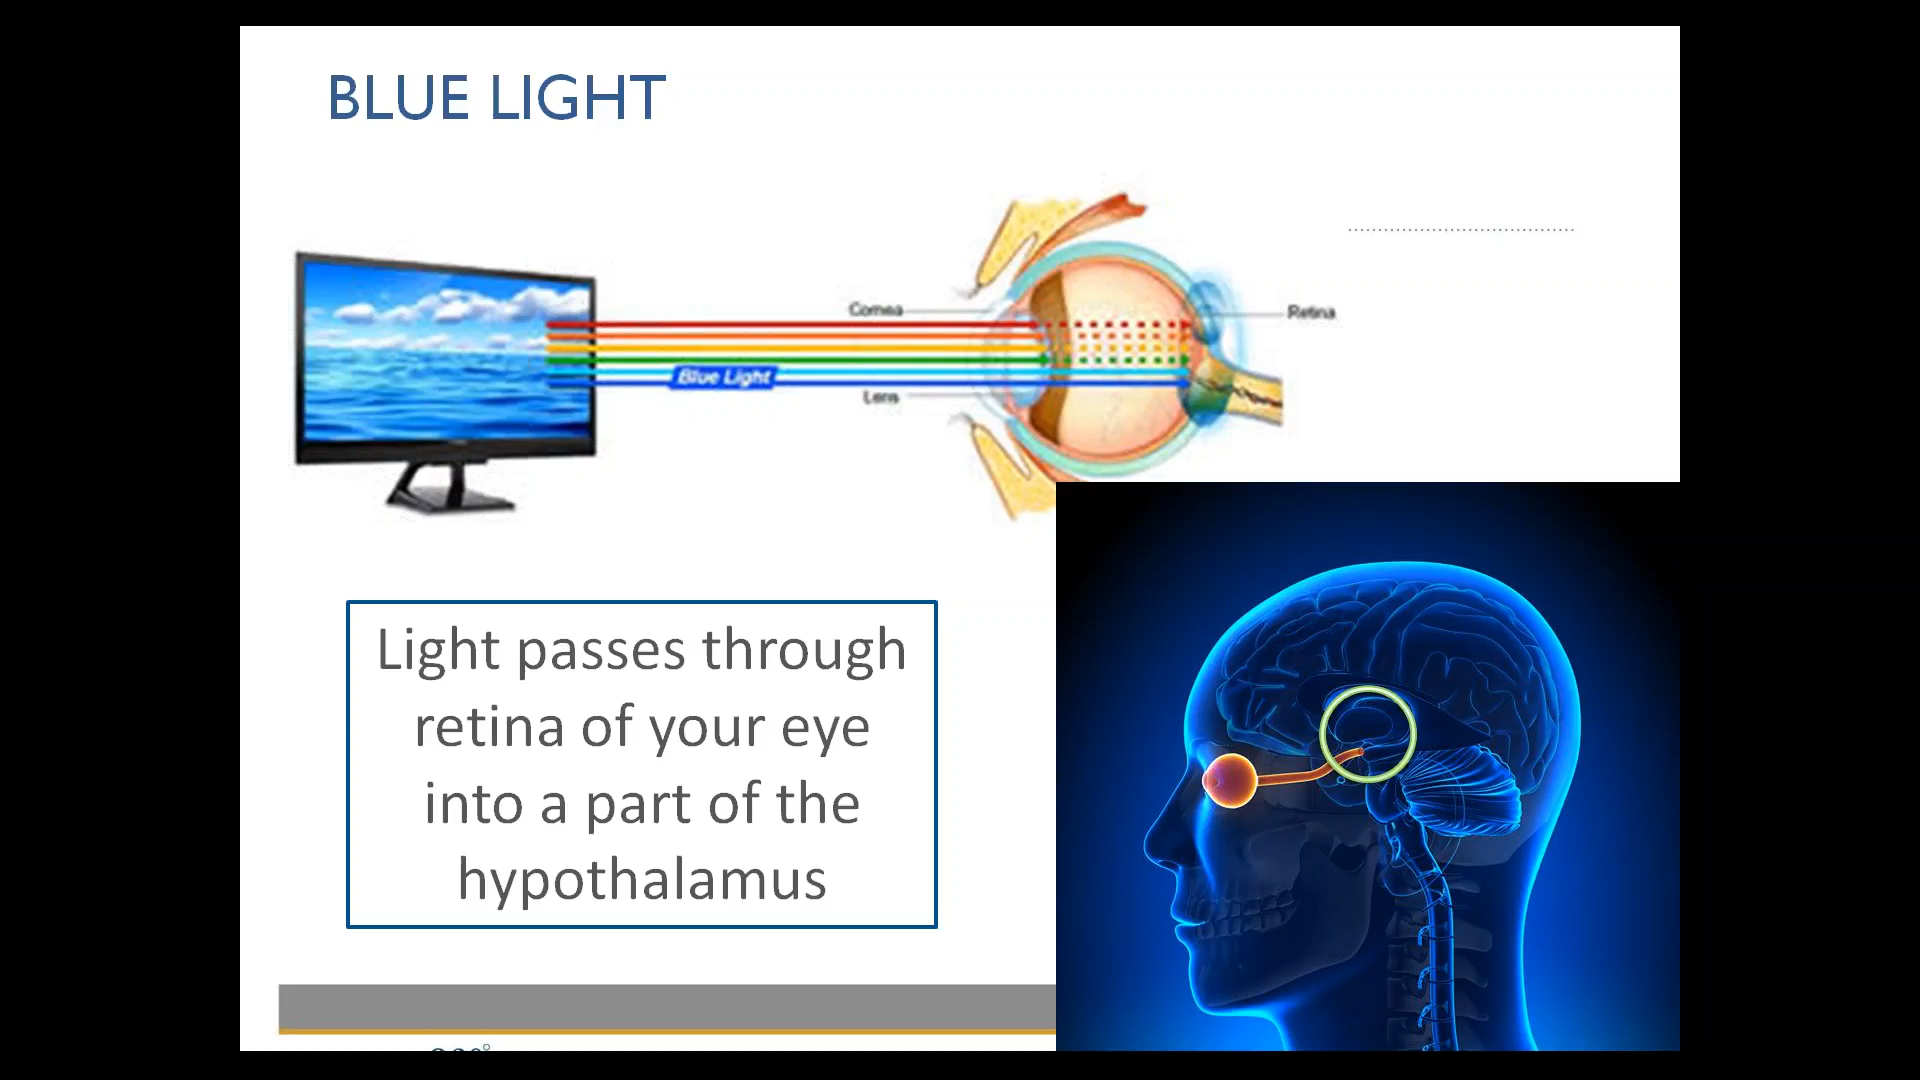 BLUE LIGHT
Cornea
Retina
Blue Light
Lens
Light passes through
retina of your eye
into a part of the
hypothalamus